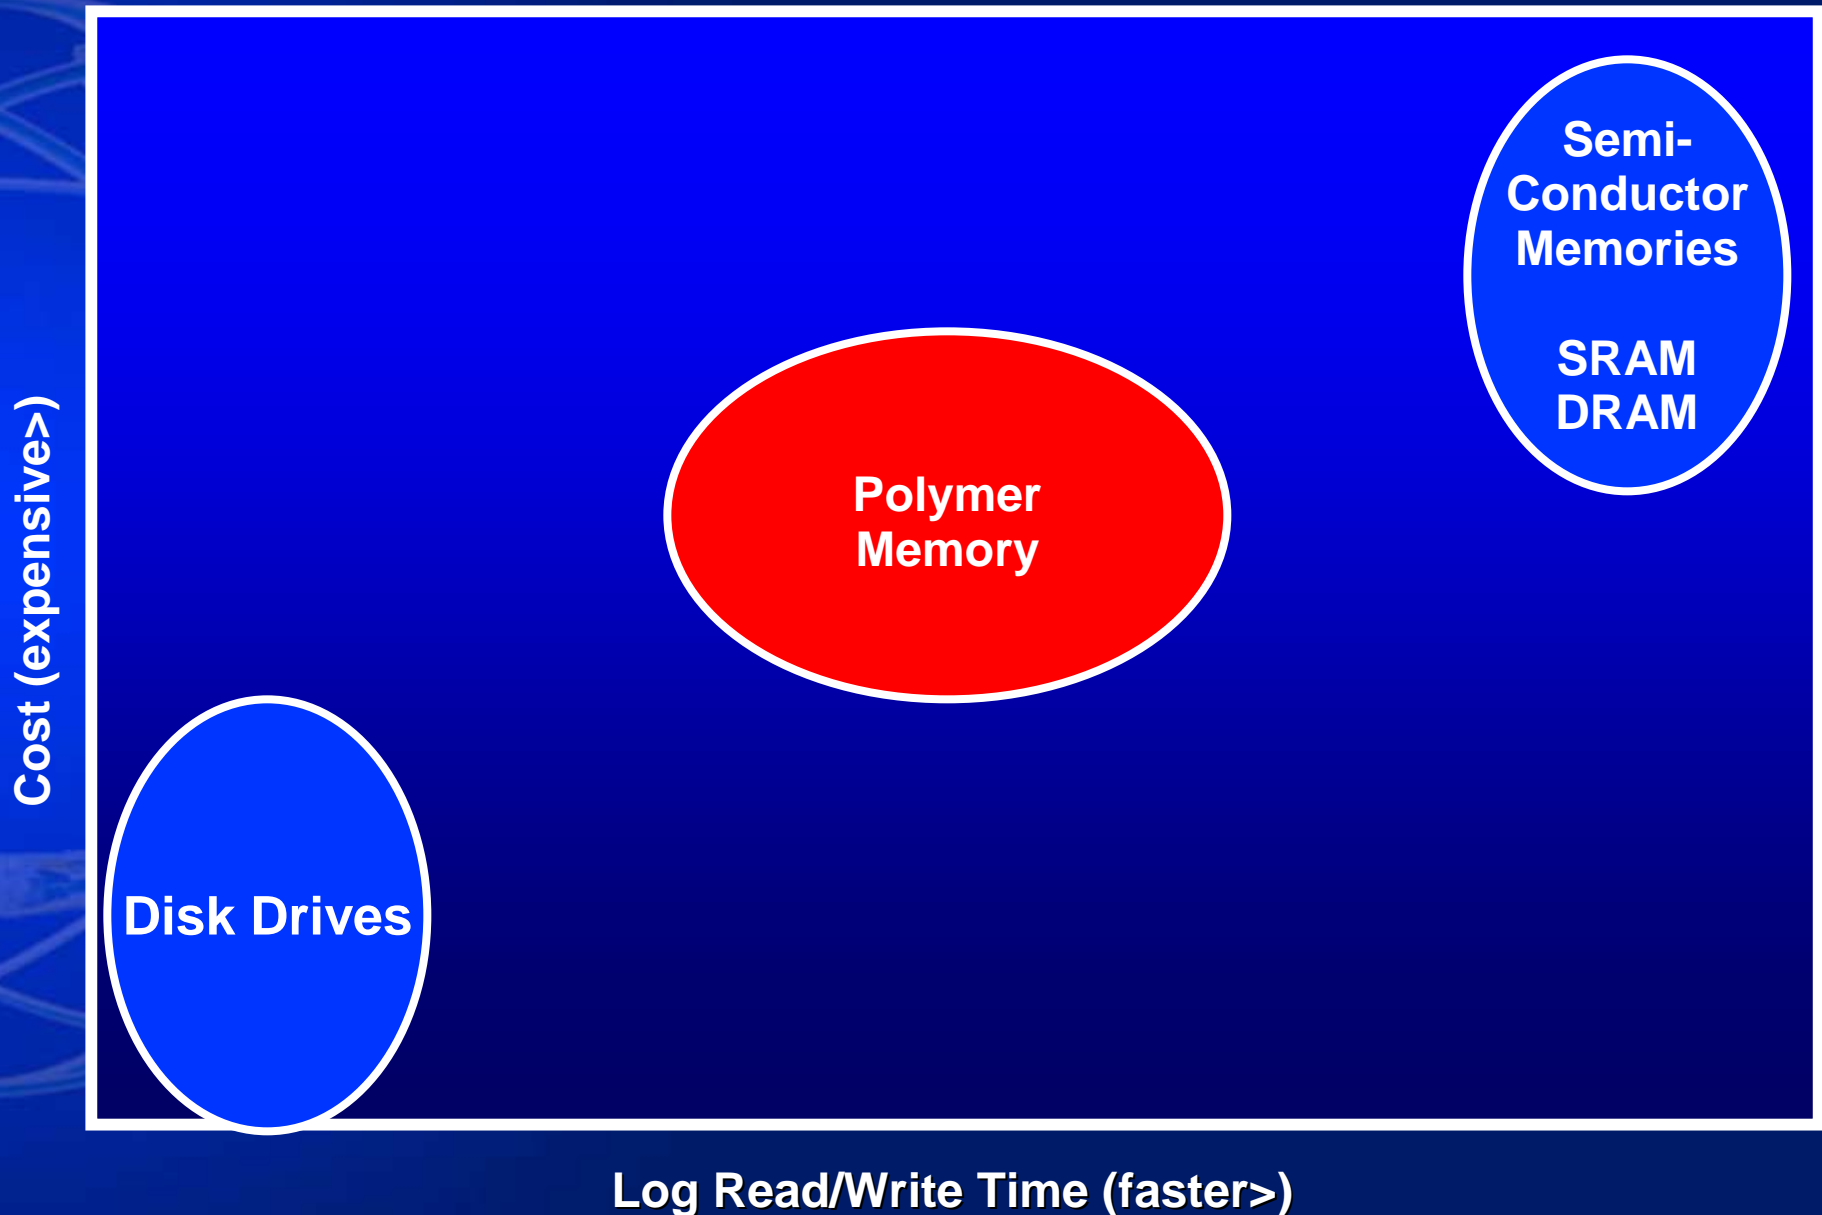 Semi-
Conductor
Memories
SRAM
DRAM
Polymer
Memory
Cost (expensive>)
Disk Drives
Log Read/Write Time (faster>)